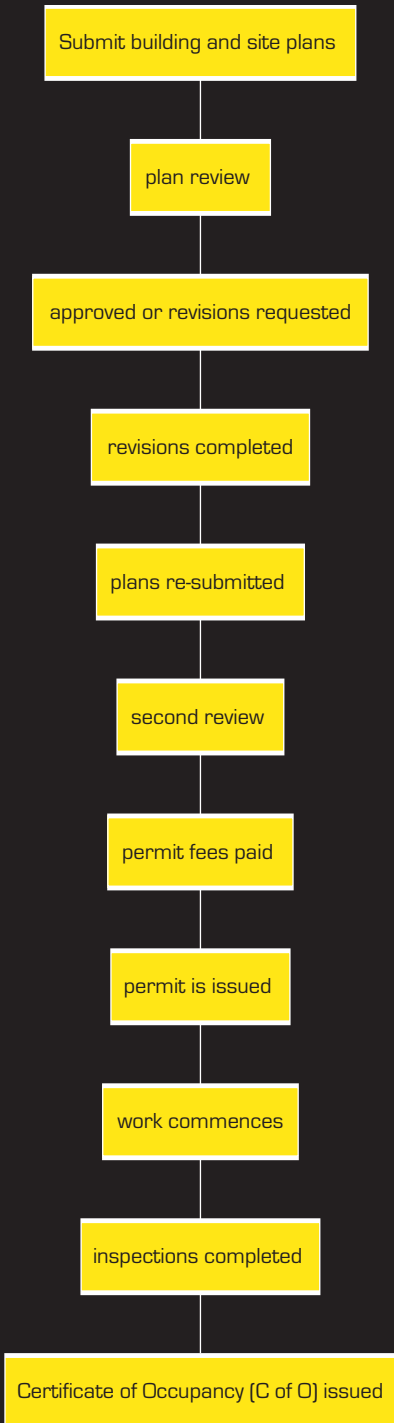 Submit building and site plans
plan review
approved or revisions requested
revisions completed
plans re-submitted
second review
permit fees paid
permit is issued
work commences
inspections completed
Certificate of Occupancy (C of O) issued